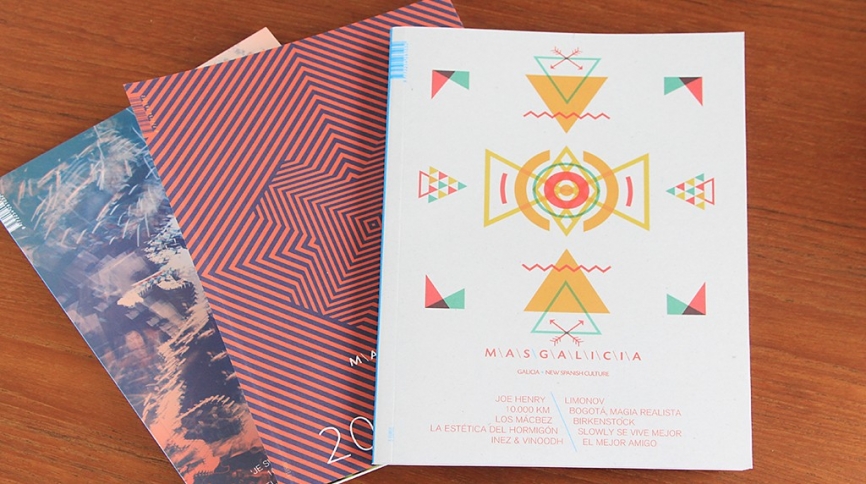 M\A\S\G\A\L\I\C\I\A
GALICIA + NEW SPANISH CULTURE
JOE HENRY \ LIMONOV
10.000 KM \ BOGOTÁ, MAGIA REALISTA
LOS MÁCBEZ \ BIRKENSTOCK
LA ESTÉTICA DEL HORMIGÓN \ SLOWLY SE VIVE MEJOR
INEZ & VINOODH \ EL MEJOR AMIGO
20